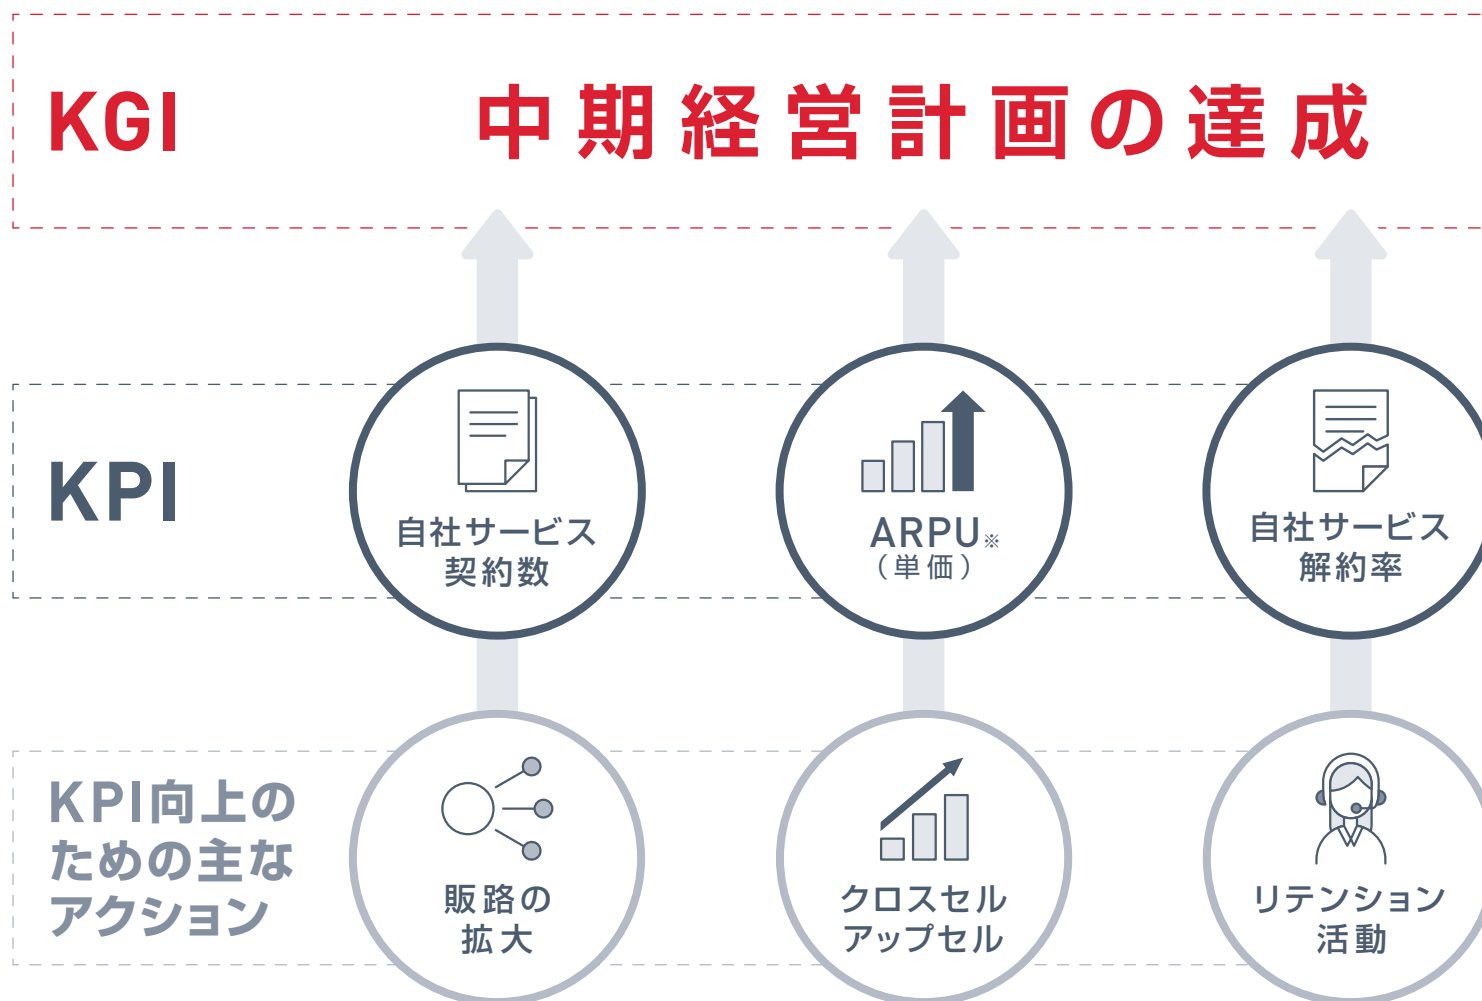 KGI
中期経営計画の達成
KPI
自社サービス
契約数
ARPU※
（単価）
自社サービス
解約率
KPI向上の
ための主な
アクション
販路の
拡大
クロスセル
アップセル
リテンション
活動